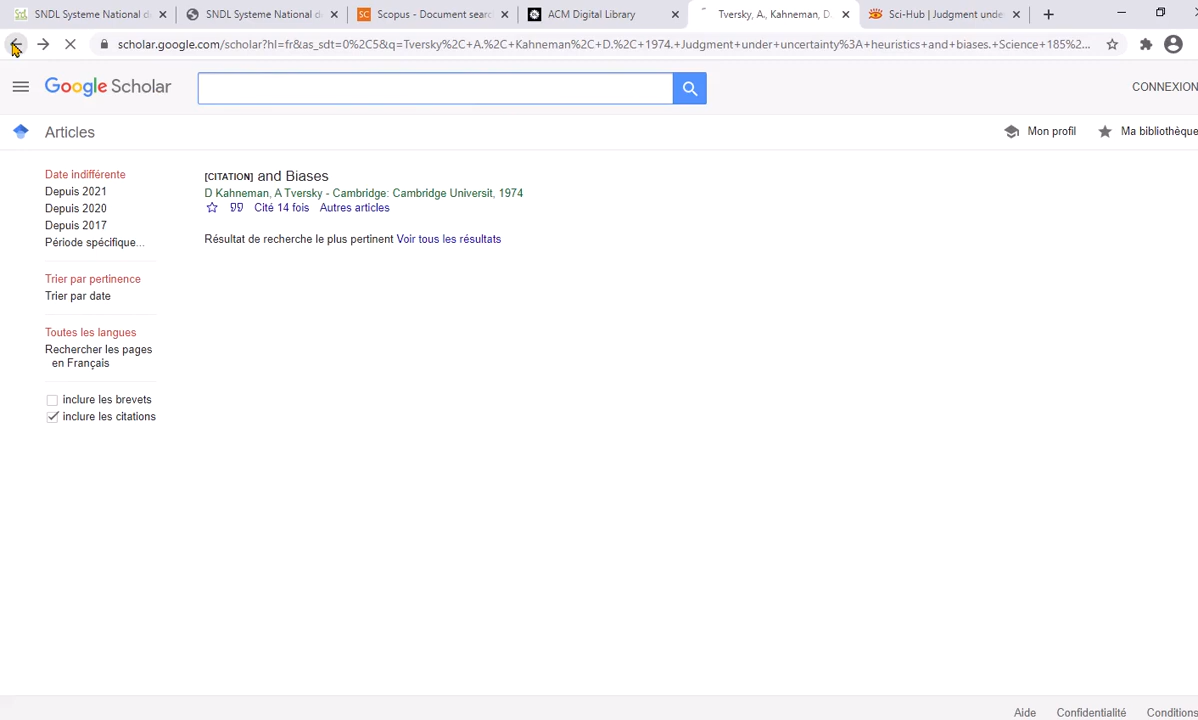 SNDL Systeme National d
SNDL Systeme National d
Scopus - Document searc
ACM Digital Library
Tversky, A., Kahneman, D.
Sci-Hub | Judgment unde
scholar.google.com/scholar?hl=fr&as_sdt=0%2C5&q=Tversky%2C+A.%2C+Kahneman%2C+D.%2C+1974.+Judgment+under+uncertainty%3A+heuristics+and+biases.+Science+185%2...
Google Scholar
CONNEXION
Articles
Mon profil
Ma bibliothèque
Date indifférente
Depuis 2021
Depuis 2020
Depuis 2017
Période spécifique...
Trier par pertinence
Trier par date
Toutes les langues
Rechercher les pages
en Français
inclure les brevets
inclure les citations
[CITATION] and Biases
D Kahneman, A Tversky - Cambridge: Cambridge Universit, 1974
Cité 14 fois Autres articles
Résultat de recherche le plus pertinent Voir tous les résultats
Aide Confidentialité Conditions